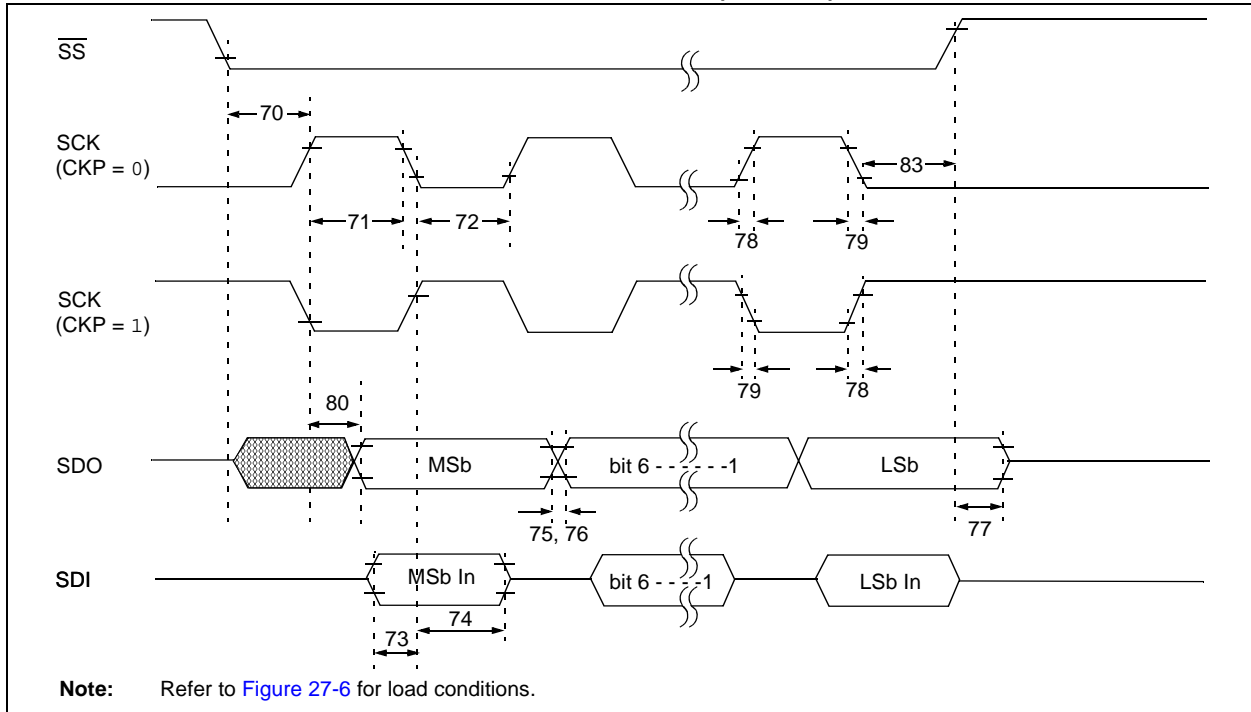 SS
70
SCK
(CKP = 0)
83
71
72
78
79
SCK
(CKP = 1)
79
78
80
SDO
MSb
bit 6 - - - - - -1
LSb
75, 76
77
SDI
MSb In
bit 6 - - - -1
LSb In
74
73
Note: Refer to Figure 27-6 for load conditions.